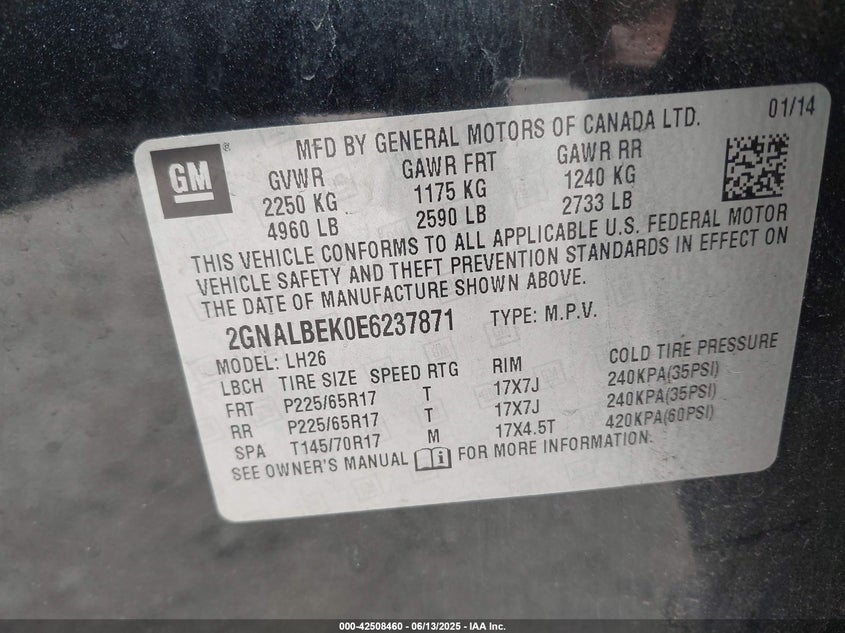 01/14
MFD BY GENERAL MOTORS OF CANADA LTD.
GM®
GVWR GAWR FRT GAWR RR
2250 KG 1175 KG 1240 KG
4960 LB 2590 LB 2733 LB
THIS VEHICLE CONFORMS TO ALL APPLICABLE U.S. FEDERAL MOTOR
VEHICLE SAFETY AND THEFT PREVENTION STANDARDS IN EFFECT ON
THE DATE OF MANUFACTURE SHOWN ABOVE.
2GNALBEK0E6237871 TYPE: M.P.V.
MODEL: LH26
LBCH TIRE SIZE SPEED RTG RIM COLD TIRE PRESSURE
FRT P225/65R17 T 17X7J 240KPA(35PSI)
RR P225/65R17 T 17X7J 240KPA(35PSI)
SPA T145/70R17 M 17X4.5T 420KPA(60PSI)
SEE OWNER'S MANUAL FOR MORE INFORMATION.
000-42508460 - 06/13/2025 - IAA Inc.